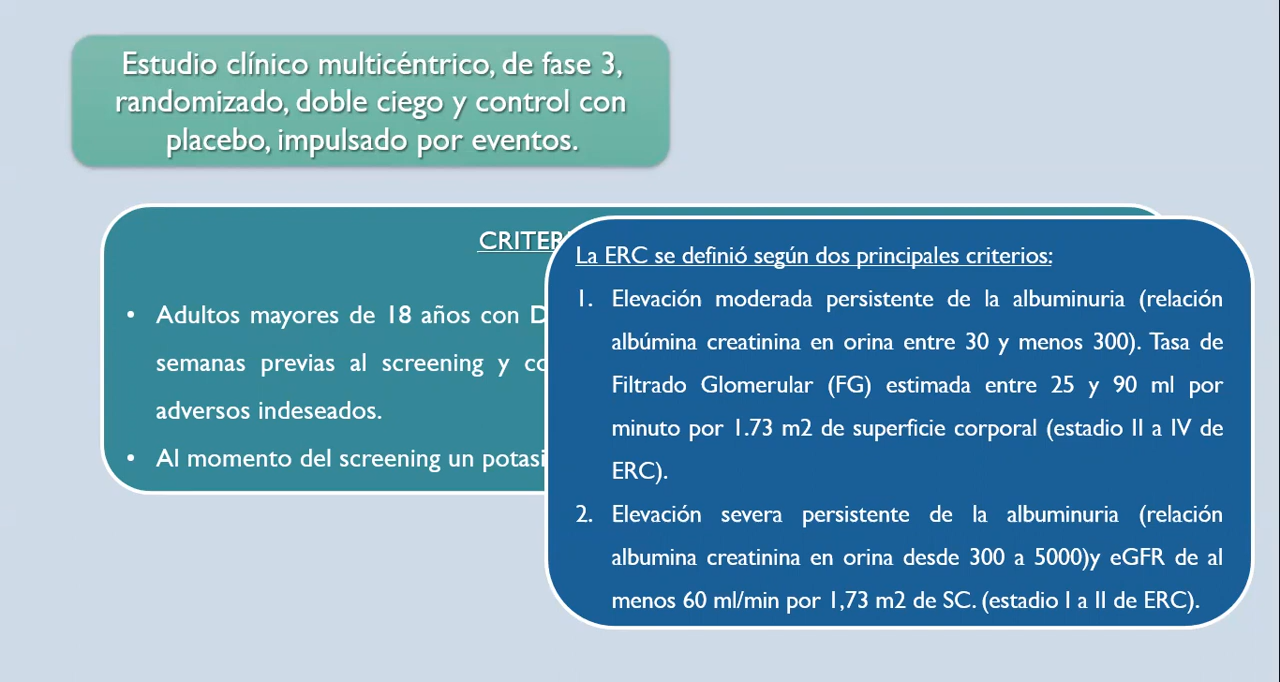 Estudio clínico multicéntrico, de fase 3,
randomizado, doble ciego y control con
placebo, impulsado por eventos.
Adultos mayores de 18 años con
semanas previas al screening y
adversos indeseados.
Al momento del screening un
La ERC se definió según dos principales criterios:
1. Elevación moderada persistente de la albuminuria (relación
albúmina creatinina en orina entre 30 y menos 300). Tasa de
Filtrado Glomerular (FG) estimada entre 25 y 90 ml por
minuto por 1.73 m2 de superficie corporal (estadio II a IV de
ERC).
2. Elevación severa persistente de la albuminuria (relación
albumina creatinina en orina desde 300 a 5000)y eGFR de al
menos 60 ml/min por 1,73 m2 de SC. (estadio I a II de ERC).